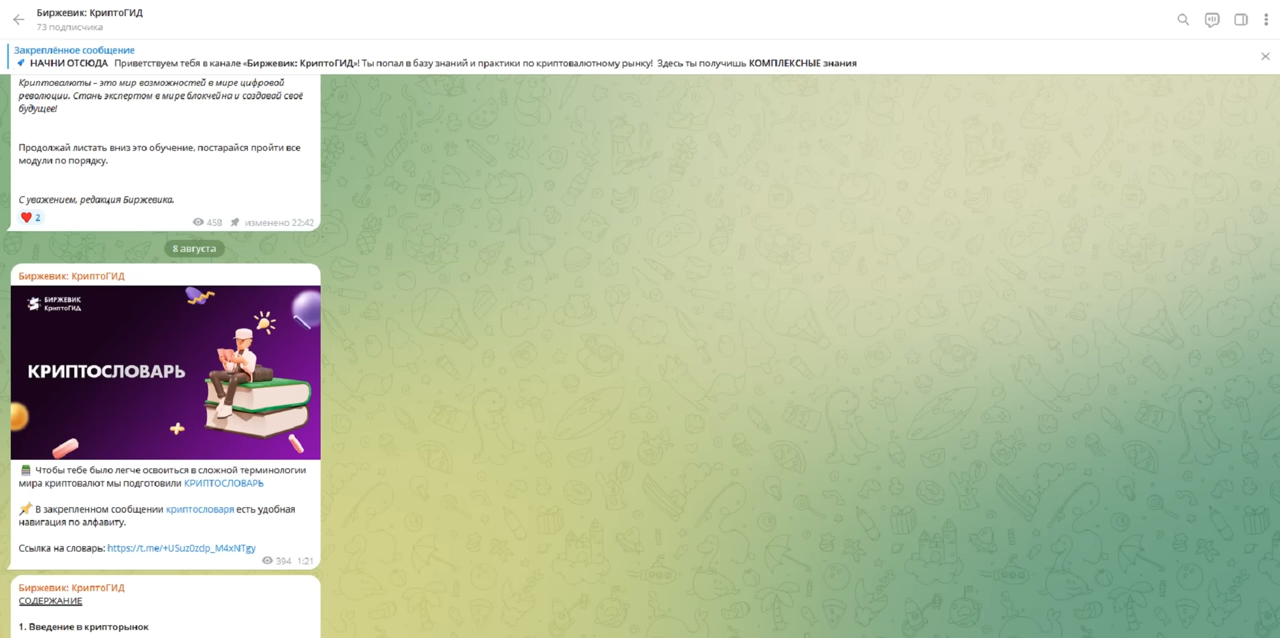 Биржевик: КриптоГИД
73 подписчика
Закреплённое сообщение
НАЧНИ ОТСЮДА Приветствуем тебя в канале «Биржевик: КриптоГИД»! Ты попал в базу знаний и практики по криптовалютному рынку! Здесь ты получишь КОМПЛЕКСНЫЕ знания
Криптовалюты - это мир возможностей в мире цифровой
революции. Стань экспертом в мире блокчейна и создавай своё
будущее!
Продолжай листать вниз это обучение, постарайся пройти все
модули по порядку.
С уважением, редакция Биржевика.
2
458 изменено 22:42
8 августа
Биржевик: КриптоГИД
БИРЖЕВИК
КриптоГИД
КРИПТОСЛОВАРЬ
Чтобы тебе было легче освоиться в сложной терминологии
мира криптовалют мы подготовили КРИПТОСЛОВАРЬ
В закрепленном сообщении криптословаря есть удобная
навигация по алфавиту.
Ссылка на словарь: https://t.me/+USuz0zdp_M4xNTgy
394 1:21
Биржевик: КриптоГИД
СОДЕРЖАНИЕ
1. Введение в крипторынок